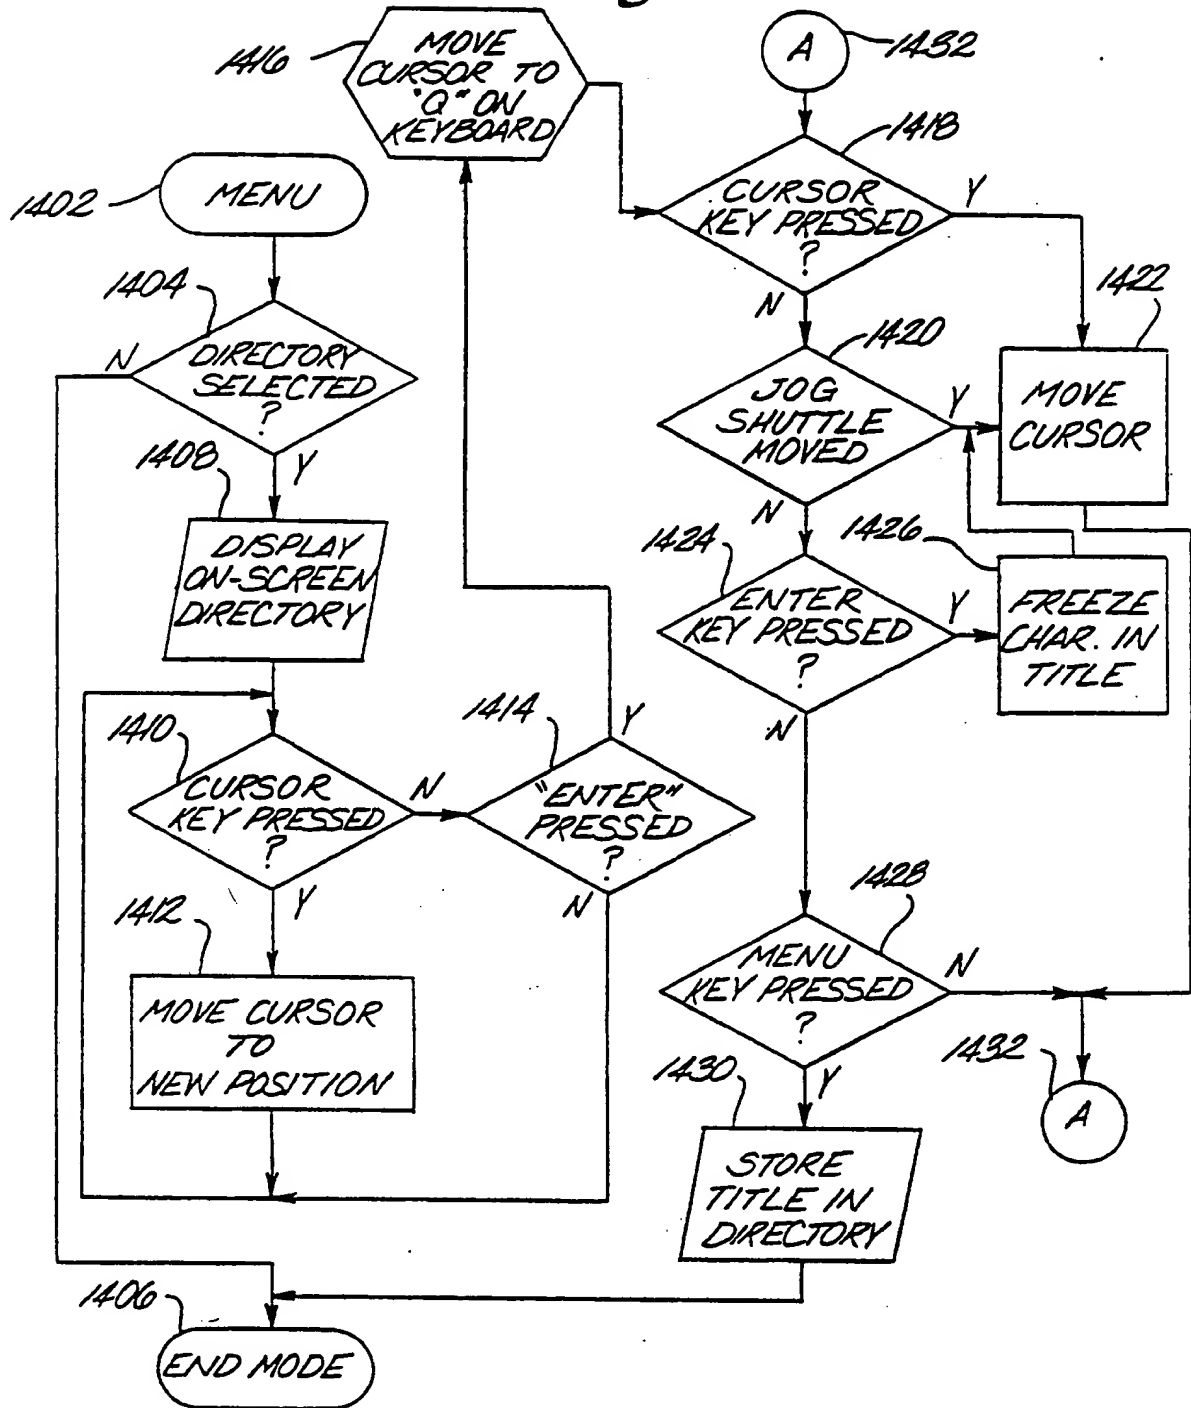 1416
MOVE
CURSOR TO
"Q" ON
KEYBOARD
A
1432
1418
CURSOR
KEY PRESSED
?
Y
N
1402
MENU
1404
N
DIRECTORY
SELECTED
?
Y
1408
DISPLAY
ON-SCREEN
DIRECTORY
1410
CURSOR
KEY PRESSED
?
N
Y
1412
MOVE CURSOR
TO
NEW POSITION
1414
Y
"ENTER"
PRESSED
?
N
1420
JOG
SHUTTLE
MOVED
Y
N
1422
MOVE
CURSOR
1424
ENTER
KEY PRESSED
?
Y
N
1426
FREEZE
CHAR. IN
TITLE
1428
MENU
KEY PRESSED
?
N
Y
1430
STORE
TITLE IN
DIRECTORY
1432
A
1406
END MODE